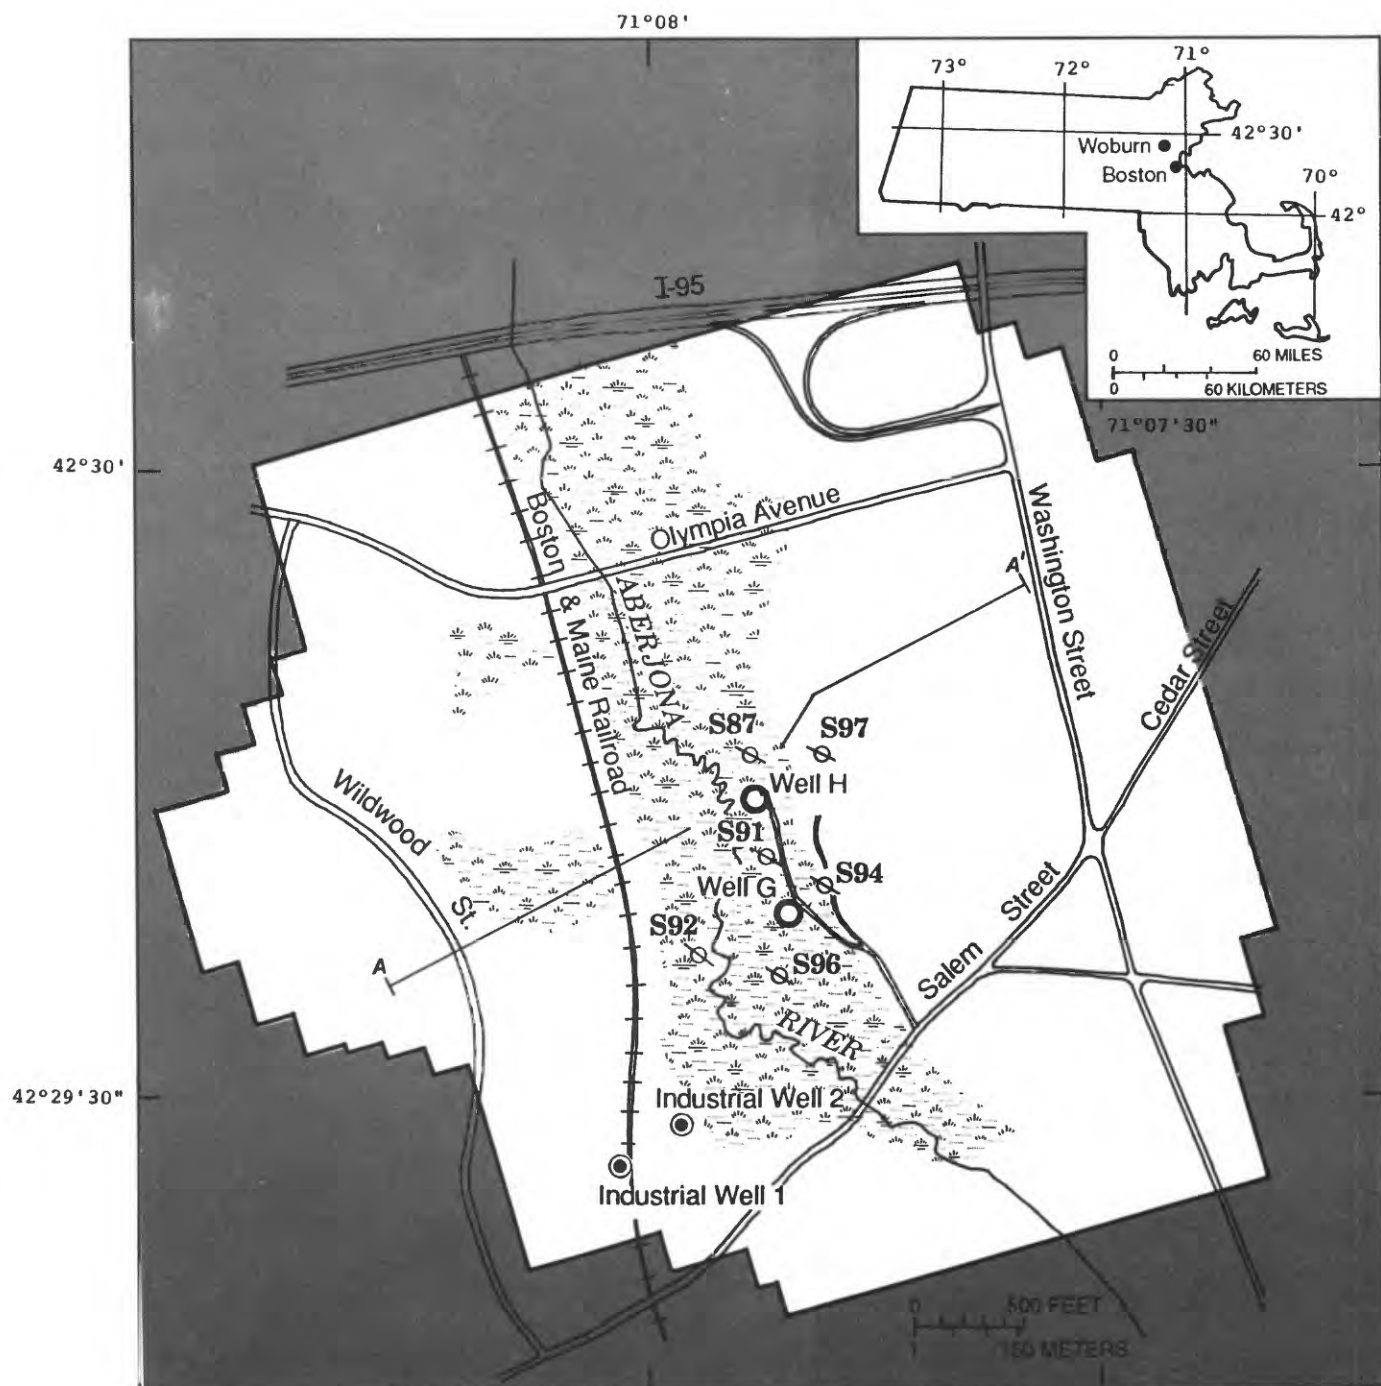 71°08'
73°
72°
71°
42°30'
Woburn
Boston
70°
42°
0 60 MILES
0 60 KILOMETERS
71°07'30"
I-95
42°30'
Olympia Avenue
Washington Street
Boston & Maine Railroad
A'
ABERJONA
Cedar Street
S87
S97
Well H
Wildwood St.
S91
Well G
S94
S92
A
S96
Salem Street
RIVER
42°29'30"
Industrial Well 2
Industrial Well 1
0 500 FEET
150 METERS